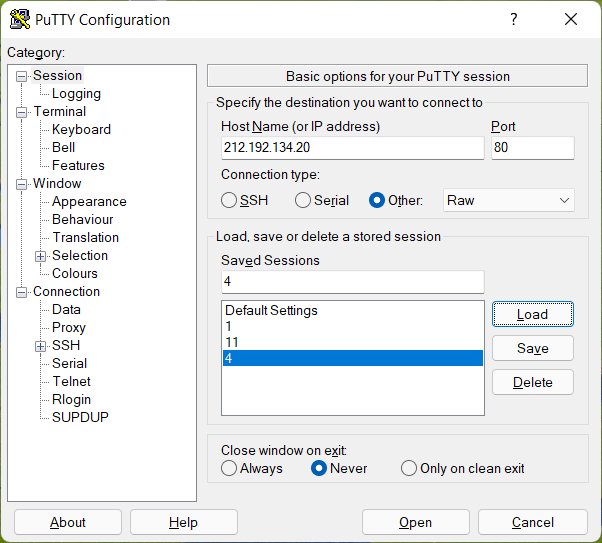 PuTTY Configuration
?
Category:
Session
Logging
Terminal
Keyboard
Bell
Features
Window
Appearance
Behaviour
Translation
Selection
Colours
Connection
Data
Proxy
SSH
Serial
Telnet
Rlogin
SUPDUP
Basic options for your PuTTY session
Specify the destination you want to connect to
Host Name (or IP address) Port
212.192.134.20 80
Connection type:
SSH Serial Other: Raw
Load, save or delete a stored session
Saved Sessions
4
Default Settings
1
11
4
Load
Save
Delete
Close window on exit:
Always Never Only on clean exit
About Help Open Cancel